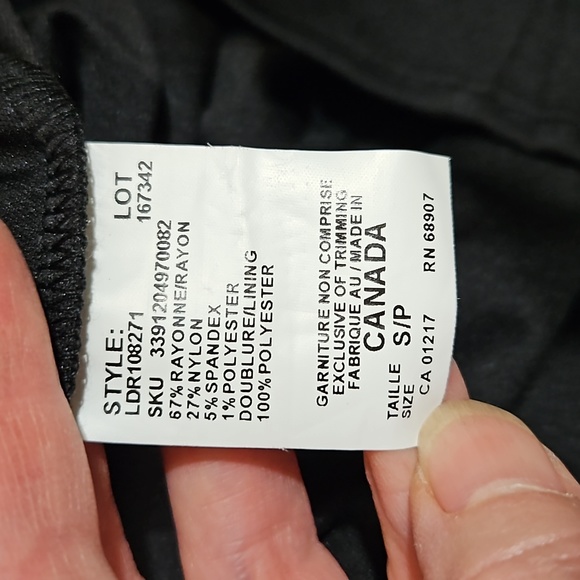 STYLE: LOT
LDR108271 167342
SKU 3391204970082
67% RAYONNE/RAYON
27% NYLON
5% SPANDEX
1% POLYESTER
DOUBLURE/LINING
100% POLYESTER
GARNITURE NON COMPRISE
EXCLUSIVE OF TRIMMING
FABRIQUE AU / MADE IN
CANADA
TAILLE S/P
SIZE
CA 01217 RN 68907